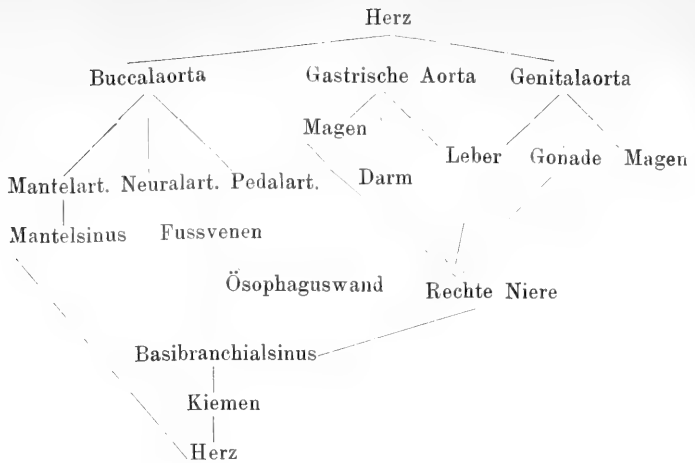 Herz
Buccalaorta Gastrische Aorta Genitalaorta
Magen
Leber Gonade Magen
Darm
Mantelart. Neuralart. Pedalart.
Mantelsinus Fussvenen
Ösophaguswand Rechte Niere
Basibranchialsinus
Kiemen
Herz